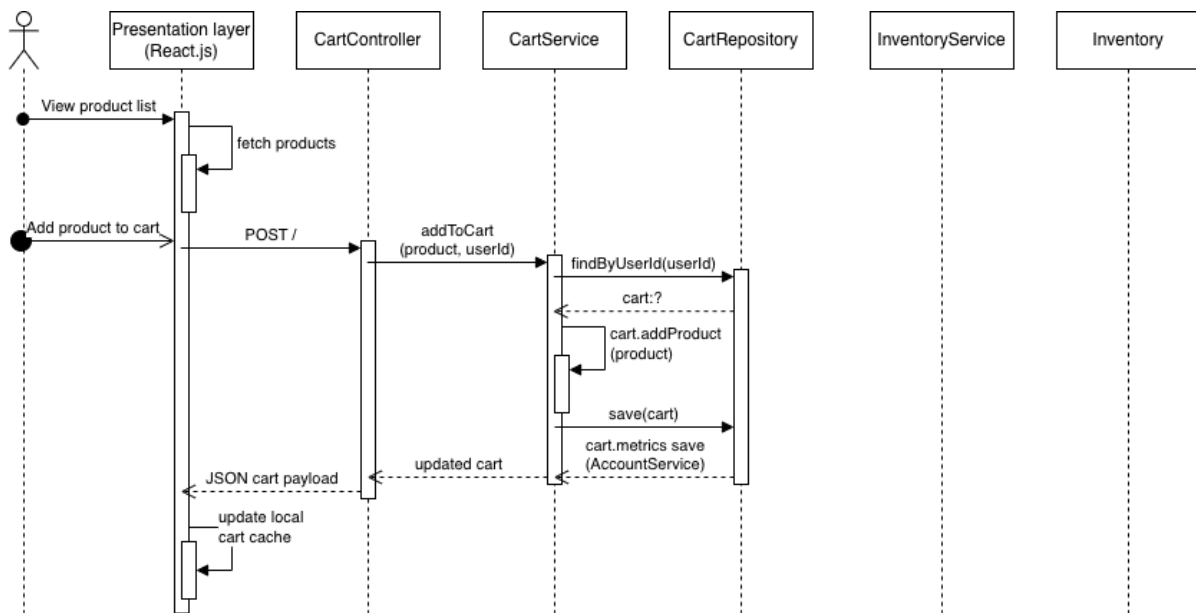 Presentation layer
(React.js)
CartController
CartService
CartRepository
InventoryService
Inventory
View product list
fetch products
Add product to cart
POST /
addToCart
(product, userId)
findByUserId(userId)
cart:?
cart.addProduct
(product)
save(cart)
cart.metrics save
(AccountService)
updated cart
JSON cart payload
update local
cart cache